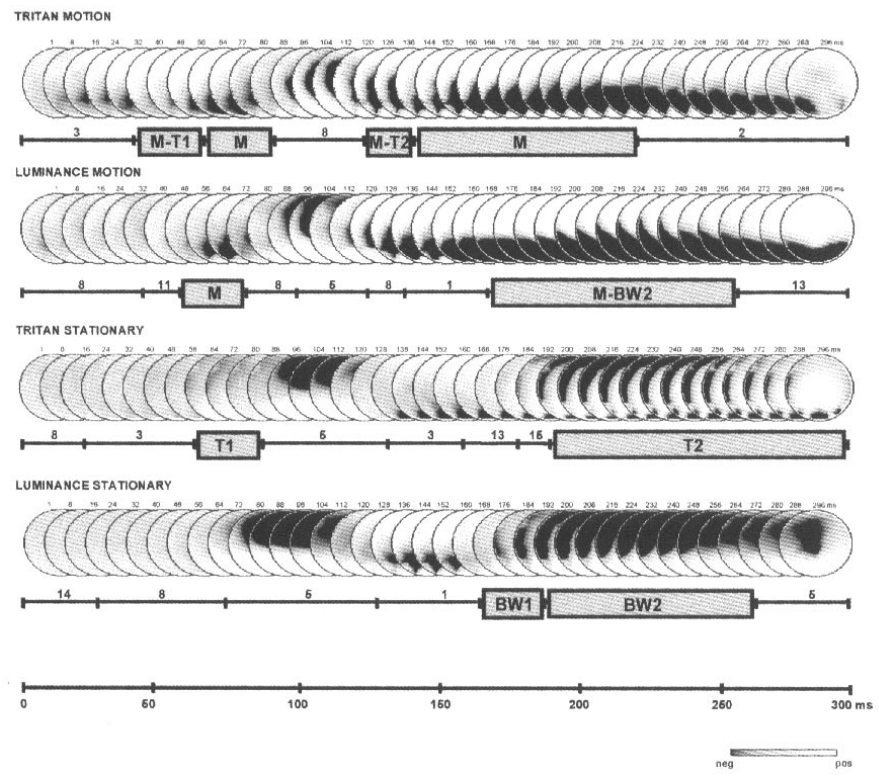 TRITAN MOTION
1 8 16 24 32 40 48 56 64 72 80 88 96 104 112 120 128 136 144 152 160 168 176 184 192 200 208 216 224 232 240 248 256 264 272 280 288 296 ms
3 M-T1 M 8 M-T2 M 2
LUMINANCE MOTION
1 8 16 24 32 40 48 56 64 72 80 88 96 104 112 120 128 136 144 152 160 168 176 184 192 200 208 216 224 232 240 248 256 264 272 280 288 296 ms
8 11 M 8 5 8 1 M-BW2 13
TRITAN STATIONARY
1 8 16 24 32 40 48 56 64 72 80 88 96 104 112 120 128 136 144 152 160 168 176 184 192 200 208 216 224 232 240 248 256 264 272 280 288 296 ms
8 3 T1 5 3 13 15 T2
LUMINANCE STATIONARY
1 8 16 24 32 40 48 56 64 72 80 88 96 104 112 120 128 136 144 152 160 168 176 184 192 200 208 216 224 232 240 248 256 264 272 280 288 296 ms
14 8 5 1 BW1 BW2 5
0 50 100 150 200 250 300 ms
neg pos